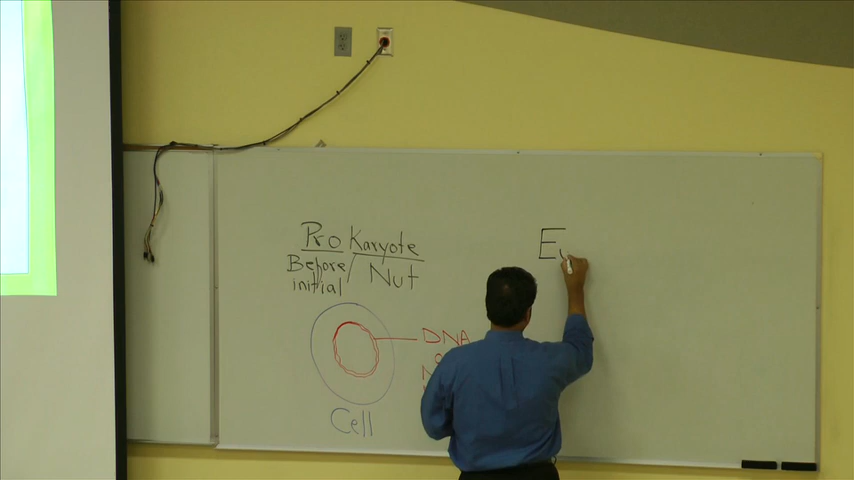 Pro Karyote
Before / Nut
initial
Eu
DNA
Cell